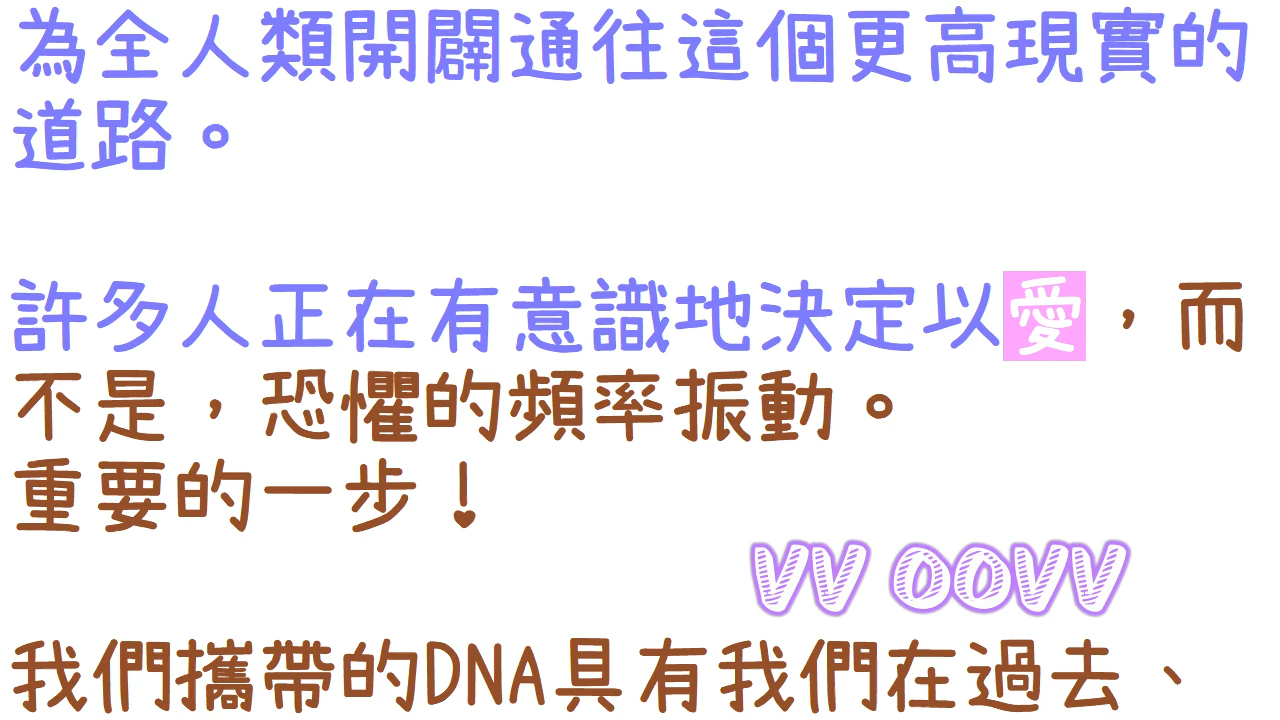 為全人類開闢通往這個更高現實的
道路。
許多人正在有意識地決定以愛，而
不是，恐懼的頻率振動。
重要的一步！
VV OOVV
我們攜帶的DNA具有我們在過去、